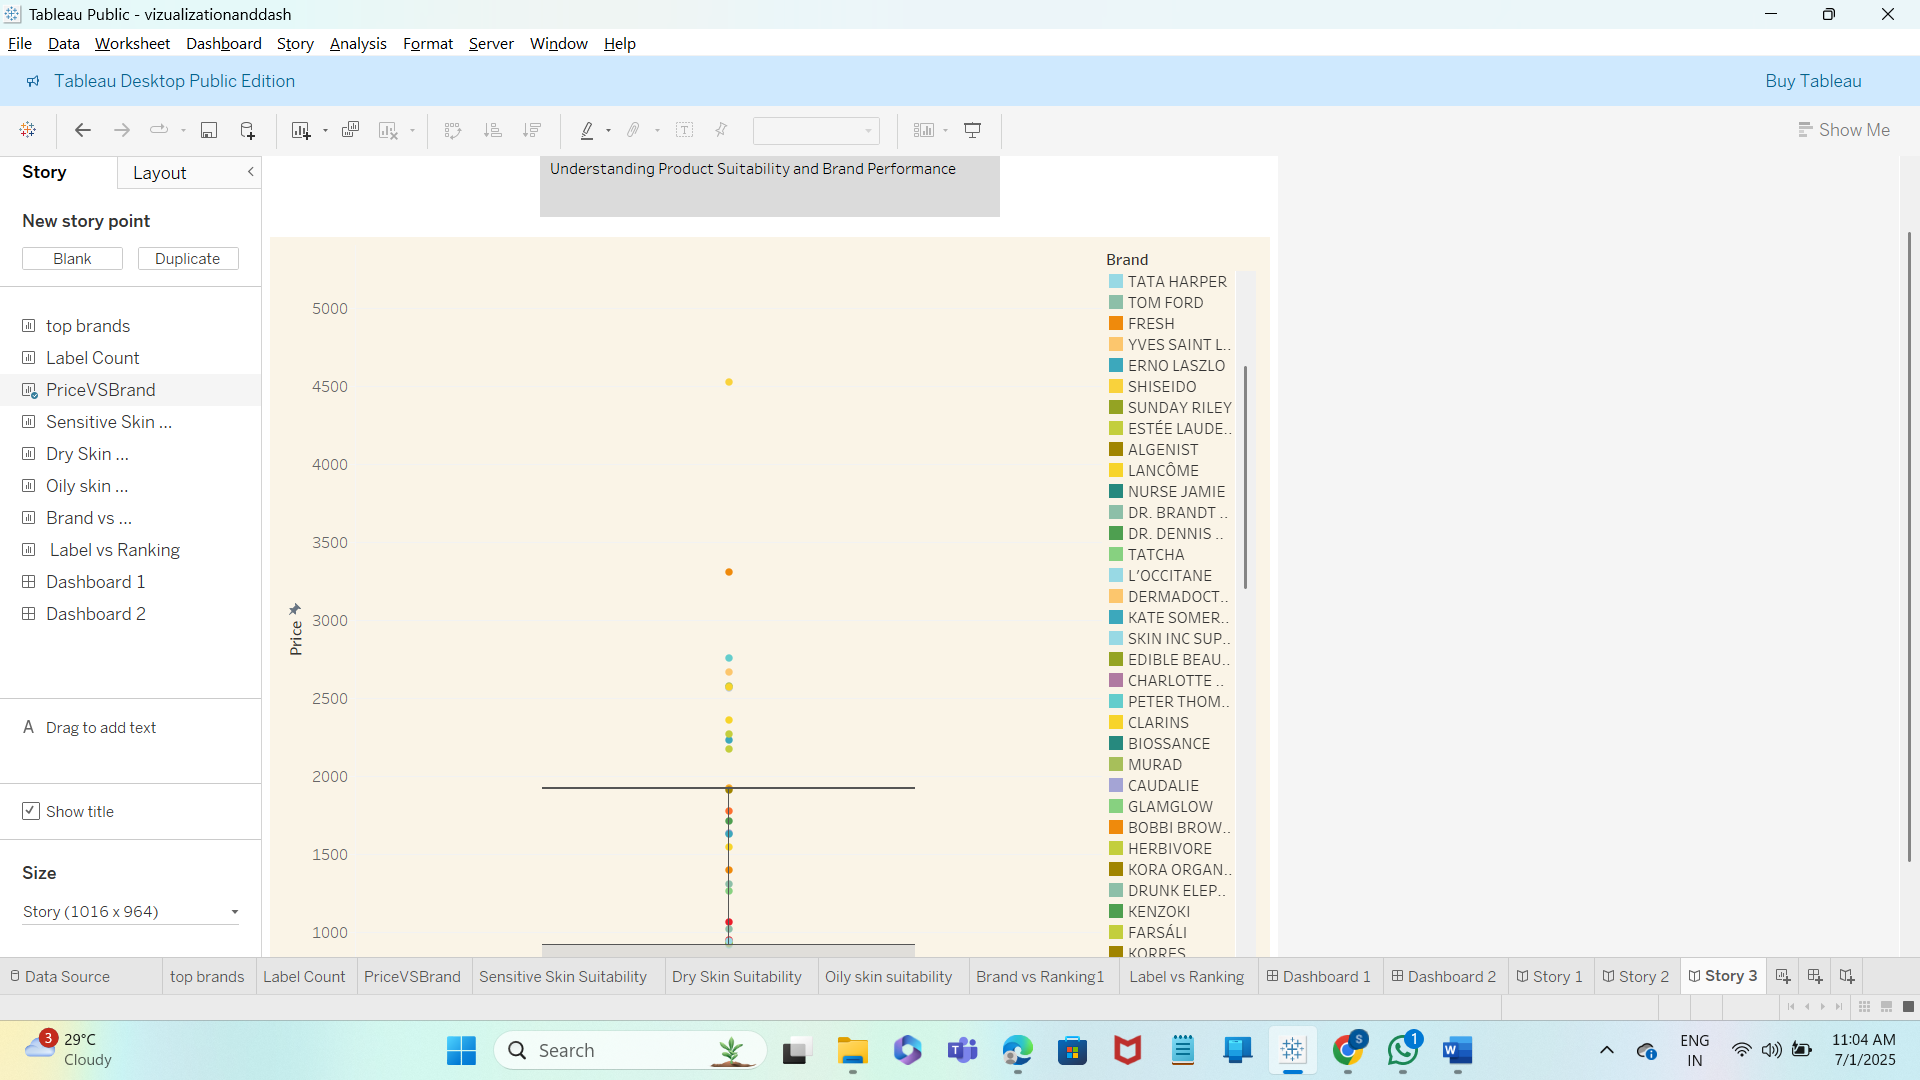 Tableau Public - vizualizationanddash
File Data Worksheet Dashboard Story Analysis Format Server Window Help
Tableau Desktop Public Edition
Buy Tableau
Show Me
Story
Layout
New story point
Blank
Duplicate
top brands
Label Count
PriceVSBrand
Sensitive Skin ...
Dry Skin ...
Oily skin ...
Brand vs ...
Label vs Ranking
Dashboard 1
Dashboard 2
A Drag to add text
Show title
Size
Story (1016 x 964)
Understanding Product Suitability and Brand Performance
5000
4500
4000
3500
3000
2500
2000
1500
1000
Price
Brand
TATA HARPER
TOM FORD
FRESH
YVES SAINT L..
ERNO LASZLO
SHISEIDO
SUNDAY RILEY
ESTÉE LAUDE..
ALGENIST
LANCÔME
NURSE JAMIE
DR. BRANDT ..
DR. DENNIS ..
TATCHA
L'OCCITANE
DERMADOCT..
KATE SOMER..
SKIN INC SUP..
EDIBLE BEAU..
CHARLOTTE ..
PETER THOM..
CLARINS
BIOSSANCE
MURAD
CAUDALIE
GLAMGLOW
BOBBI BROW..
HERBIVORE
KORA ORGAN..
DRUNK ELEP..
KENZOKI
FARSÁLI
KORRES
Data Source top brands Label Count PriceVSBrand Sensitive Skin Suitability Dry Skin Suitability Oily skin suitability Brand vs Ranking1 Label vs Ranking Dashboard 1 Dashboard 2 Story 1 Story 2 Story 3
3
29°C
Cloudy
Search
S
1
ENG
IN
11:04 AM
7/1/2025